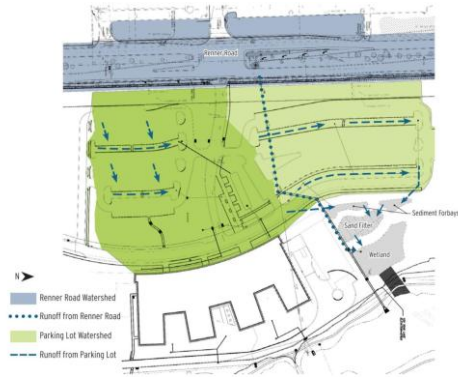 Renner Road
Sediment Forbays
Sand Filter
Wetland
N
Renner Road Watershed
Runoff from Renner Road
Parking Lot Watershed
Runoff from Parking Lot